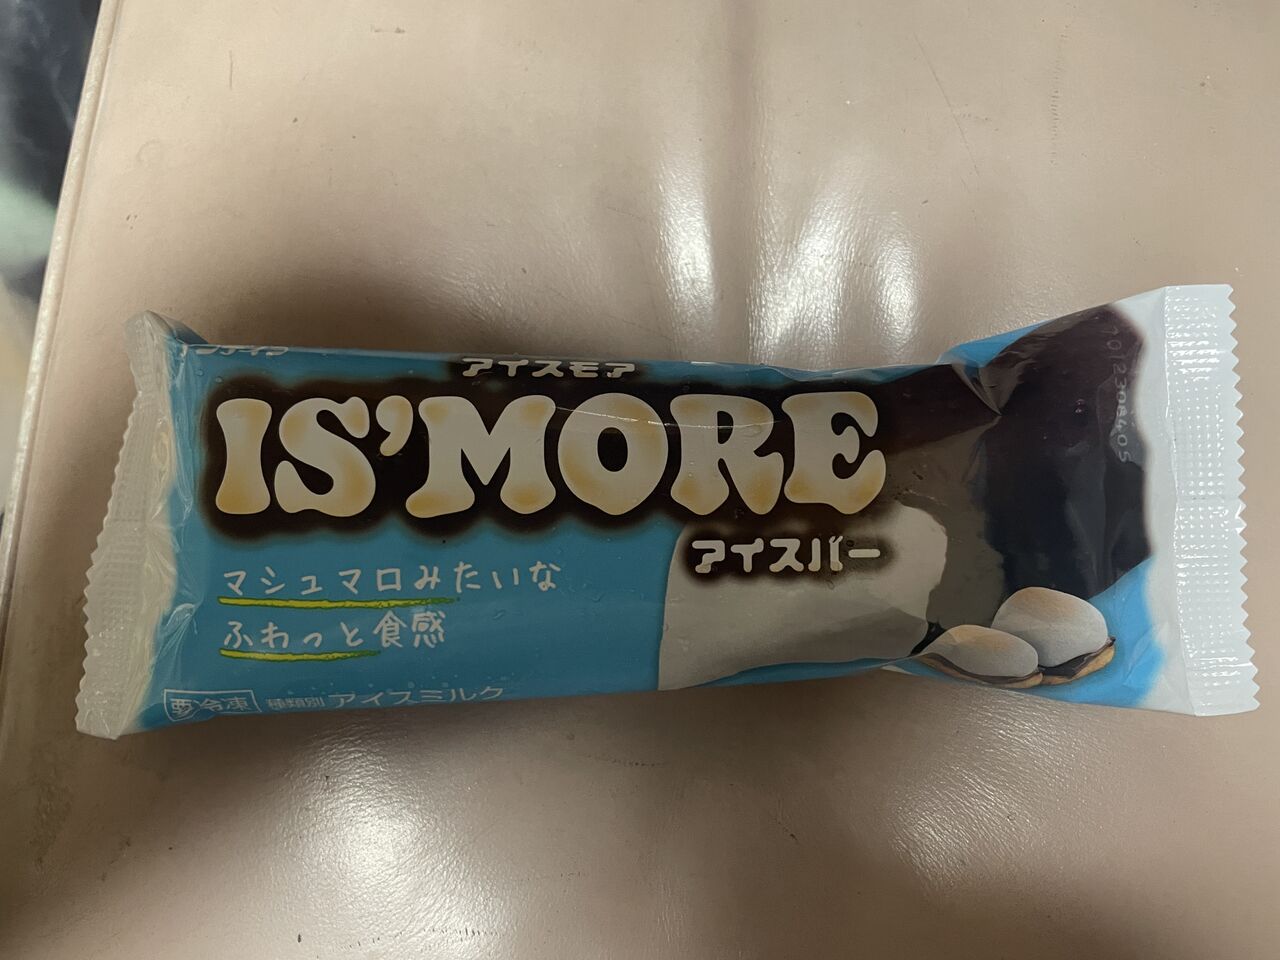 アイスモア
IS'MORE
アイスバー
マシュマロみたいな
ふわっと食感
要冷凍 種類別 アイスミルク